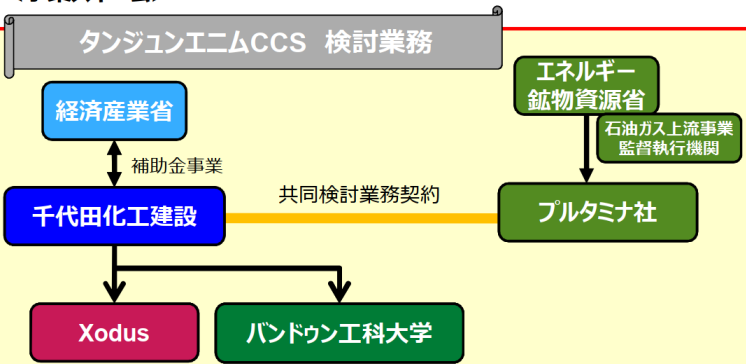 タンジュンエニムCCS 検討業務
経済産業省
エネルギー
鉱物資源省
石油ガス上流事業
監督執行機関
補助金事業
千代田化工建設
共同検討業務契約
プルタミナ社
Xodus
バンドゥン工科大学